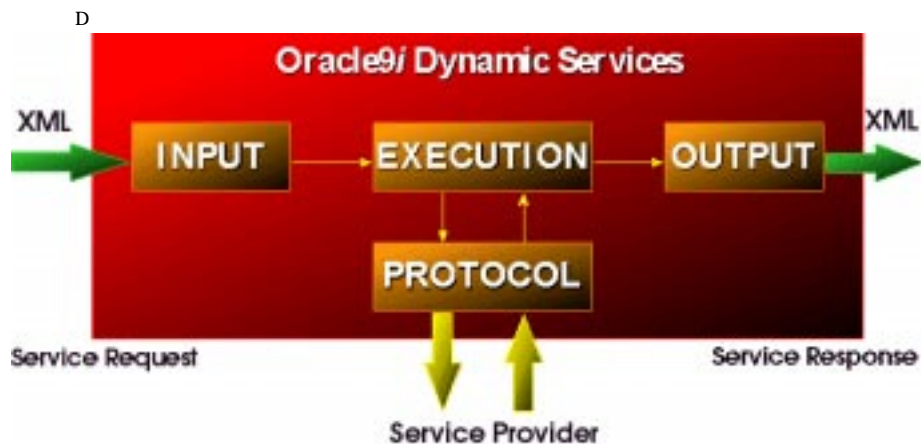 D
Oracle9i Dynamic Services
XML
XML
INPUT
EXECUTION
OUTPUT
PROTOCOL
Service Request
Service Response
Service Provider